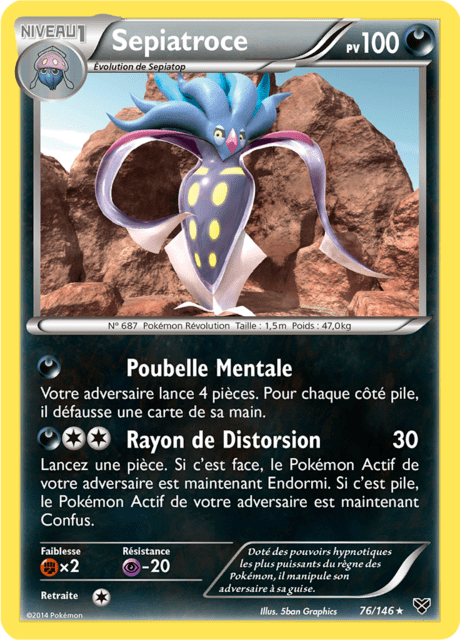 NIVEAU 1
Sepiatroce
PV 100
Évolution de Sepiatop
N° 687 Pokémon Révolution Taille : 1,5m Poids : 47,0kg
Poubelle Mentale
Votre adversaire lance 4 pièces. Pour chaque côté pile,
il défausse une carte de sa main.
Rayon de Distorsion 30
Lancez une pièce. Si c'est face, le Pokémon Actif de
votre adversaire est maintenant Endormi. Si c'est pile,
le Pokémon Actif de votre adversaire est maintenant
Confus.
Faiblesse
×2
Résistance
-20
Retraite
Doté des pouvoirs hypnotiques
les plus puissants du règne des
Pokémon, il manipule son
adversaire à sa guise.
©2014 Pokémon
Illus. 5ban Graphics
76/146 ★
XY